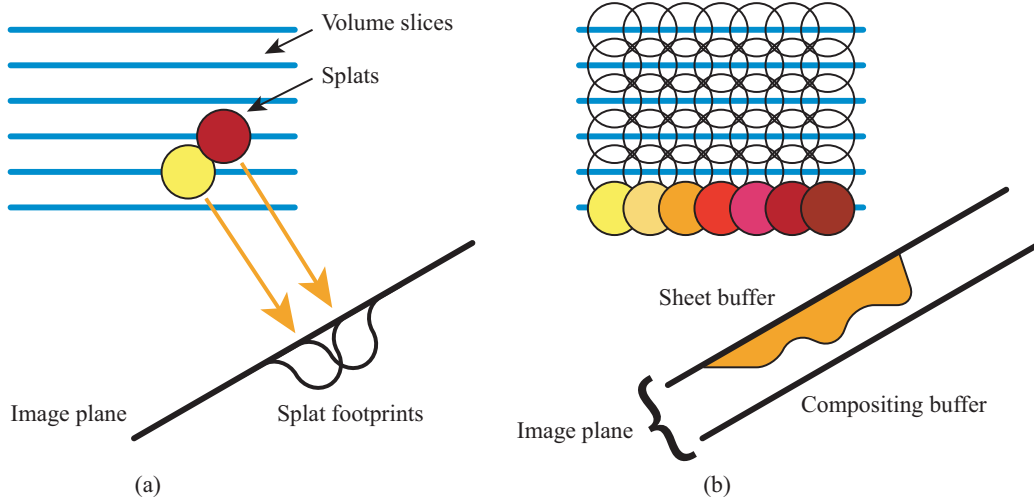 Volume slices
Splats
Image plane
Splat footprints
(a)
Sheet buffer
Compositing buffer
Image plane
(b)